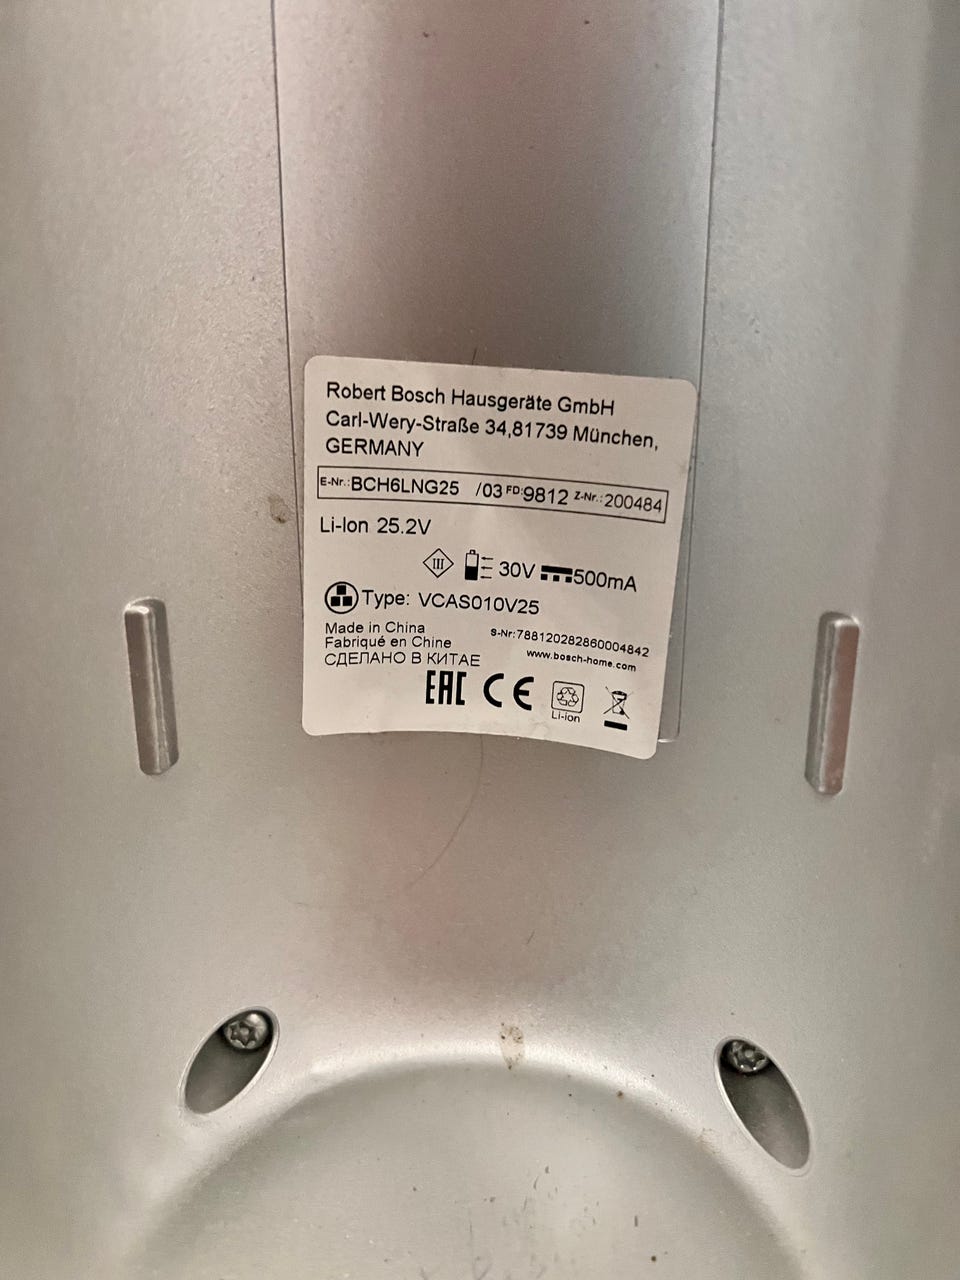 Robert Bosch Hausgeräte GmbH
Carl-Wery-Straße 34,81739 München,
GERMANY
E-Nr.:BCH6LNG25 /03 FD:9812 Z-Nr.:200484
Li-Ion 25.2V
III 30V 500mA
Type: VCAS010V25
Made in China
Fabriqué en Chine
СДЕЛАНО В КИТАЕ
S-Nr:788120282860004842
www.bosch-home.com
EAC CE
Li-ion